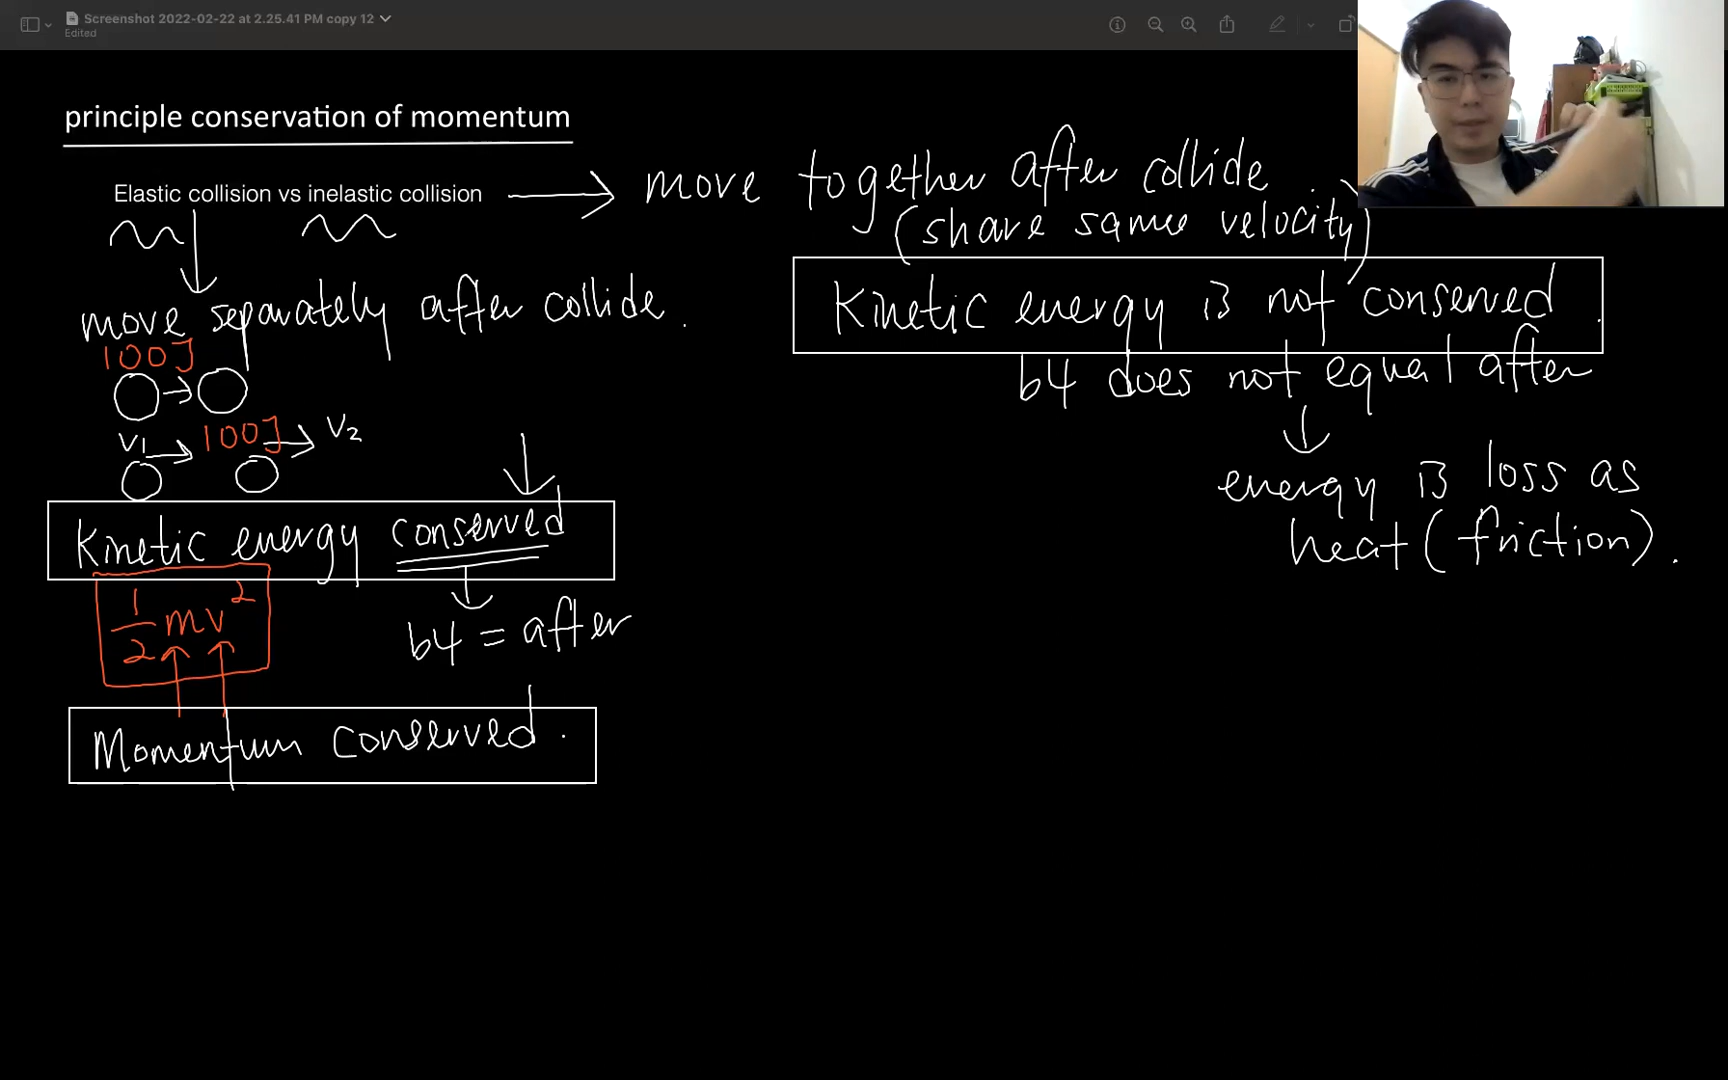 Screenshot 2022-02-22 at 2.25.41 PM copy 12
Edited
principle conservation of momentum
Elastic collision vs inelastic collision
move together after collide
(share same velocity)
Kinetic energy is not conserved.
b4 does not equal after
energy is loss as
heat (friction).
move separately after collide.
100J
V1
100J
V2
Kinetic energy conserved
1/2 mv²
b4 = after
Momentum conserved.